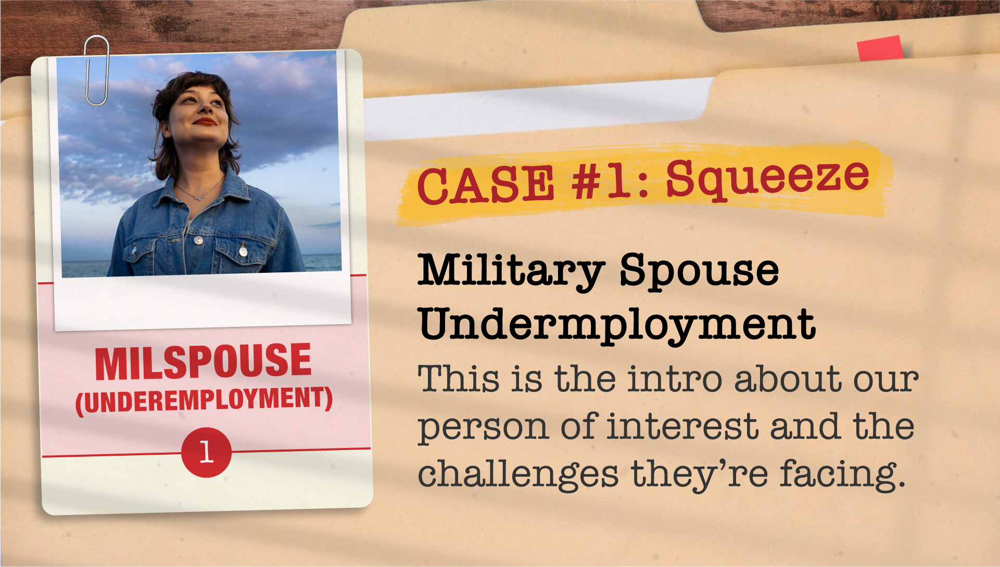 MILSPOUSE
(UNDEREMPLOYMENT)
1
CASE #1: Squeeze
Military Spouse
Undermployment
This is the intro about our
person of interest and the
challenges they’re facing.